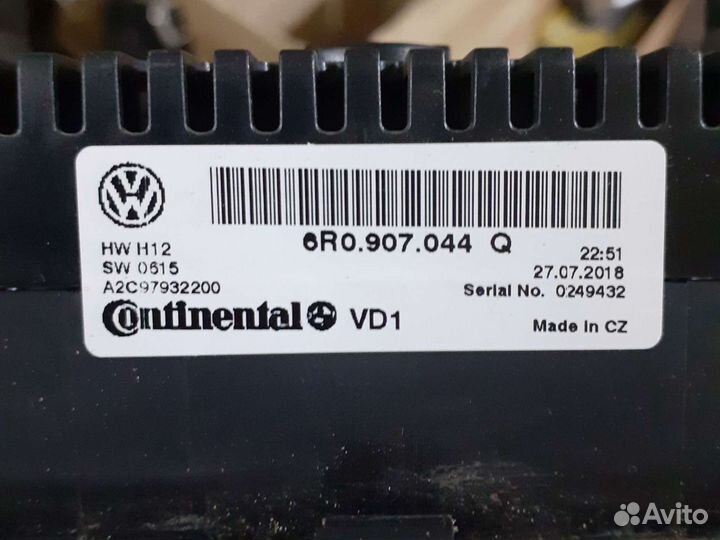 HW H12
SW 0615
A2C97932200
6R0.907.044 Q
22:51
27.07.2018
Serial No. 0249432
Continental VD1
Made in CZ
Avito